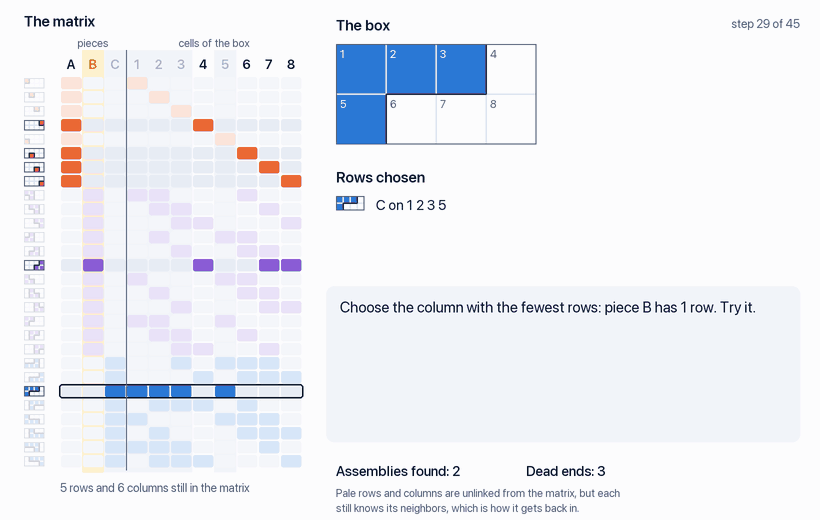 The matrix
pieces
cells of the box
A B C 1 2 3 4 5 6 7 8
5 rows and 6 columns still in the matrix
The box
step 29 of 45
1 2 3 4
5 6 7 8
Rows chosen
C on 1 2 3 5
Choose the column with the fewest rows: piece B has 1 row. Try it.
Assemblies found: 2
Dead ends: 3
Pale rows and columns are unlinked from the matrix, but each
still knows its neighbors, which is how it gets back in.